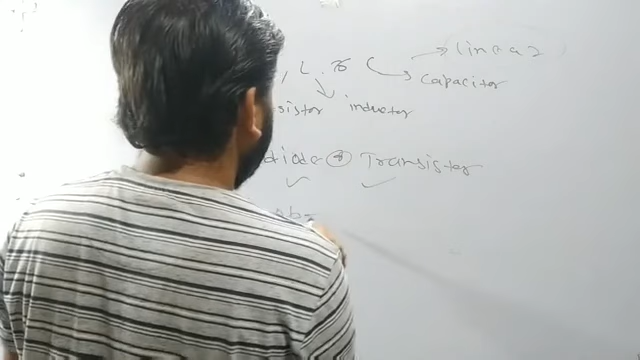 , L & C → Linear
Capacitor
sistor inductor
diode & Transistor